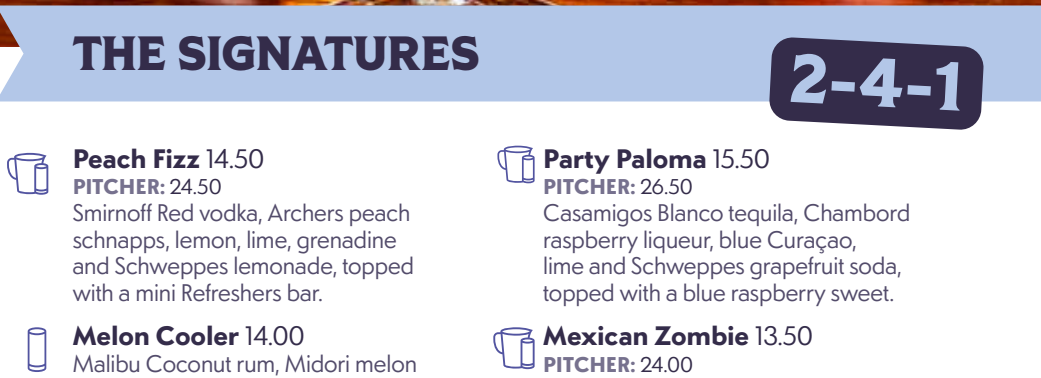 THE SIGNATURES
2-4-1
Peach Fizz 14.50
PITCHER: 24.50
Smirnoff Red vodka, Archers peach
schnapps, lemon, lime, grenadine
and Schweppes lemonade, topped
with a mini Refreshers bar.
Melon Cooler 14.00
Malibu Coconut rum, Midori melon
Party Paloma 15.50
PITCHER: 26.50
Casamigos Blanco tequila, Chambord
raspberry liqueur, blue Curaçao,
lime and Schweppes grapefruit soda,
topped with a blue raspberry sweet.
Mexican Zombie 13.50
PITCHER: 24.00